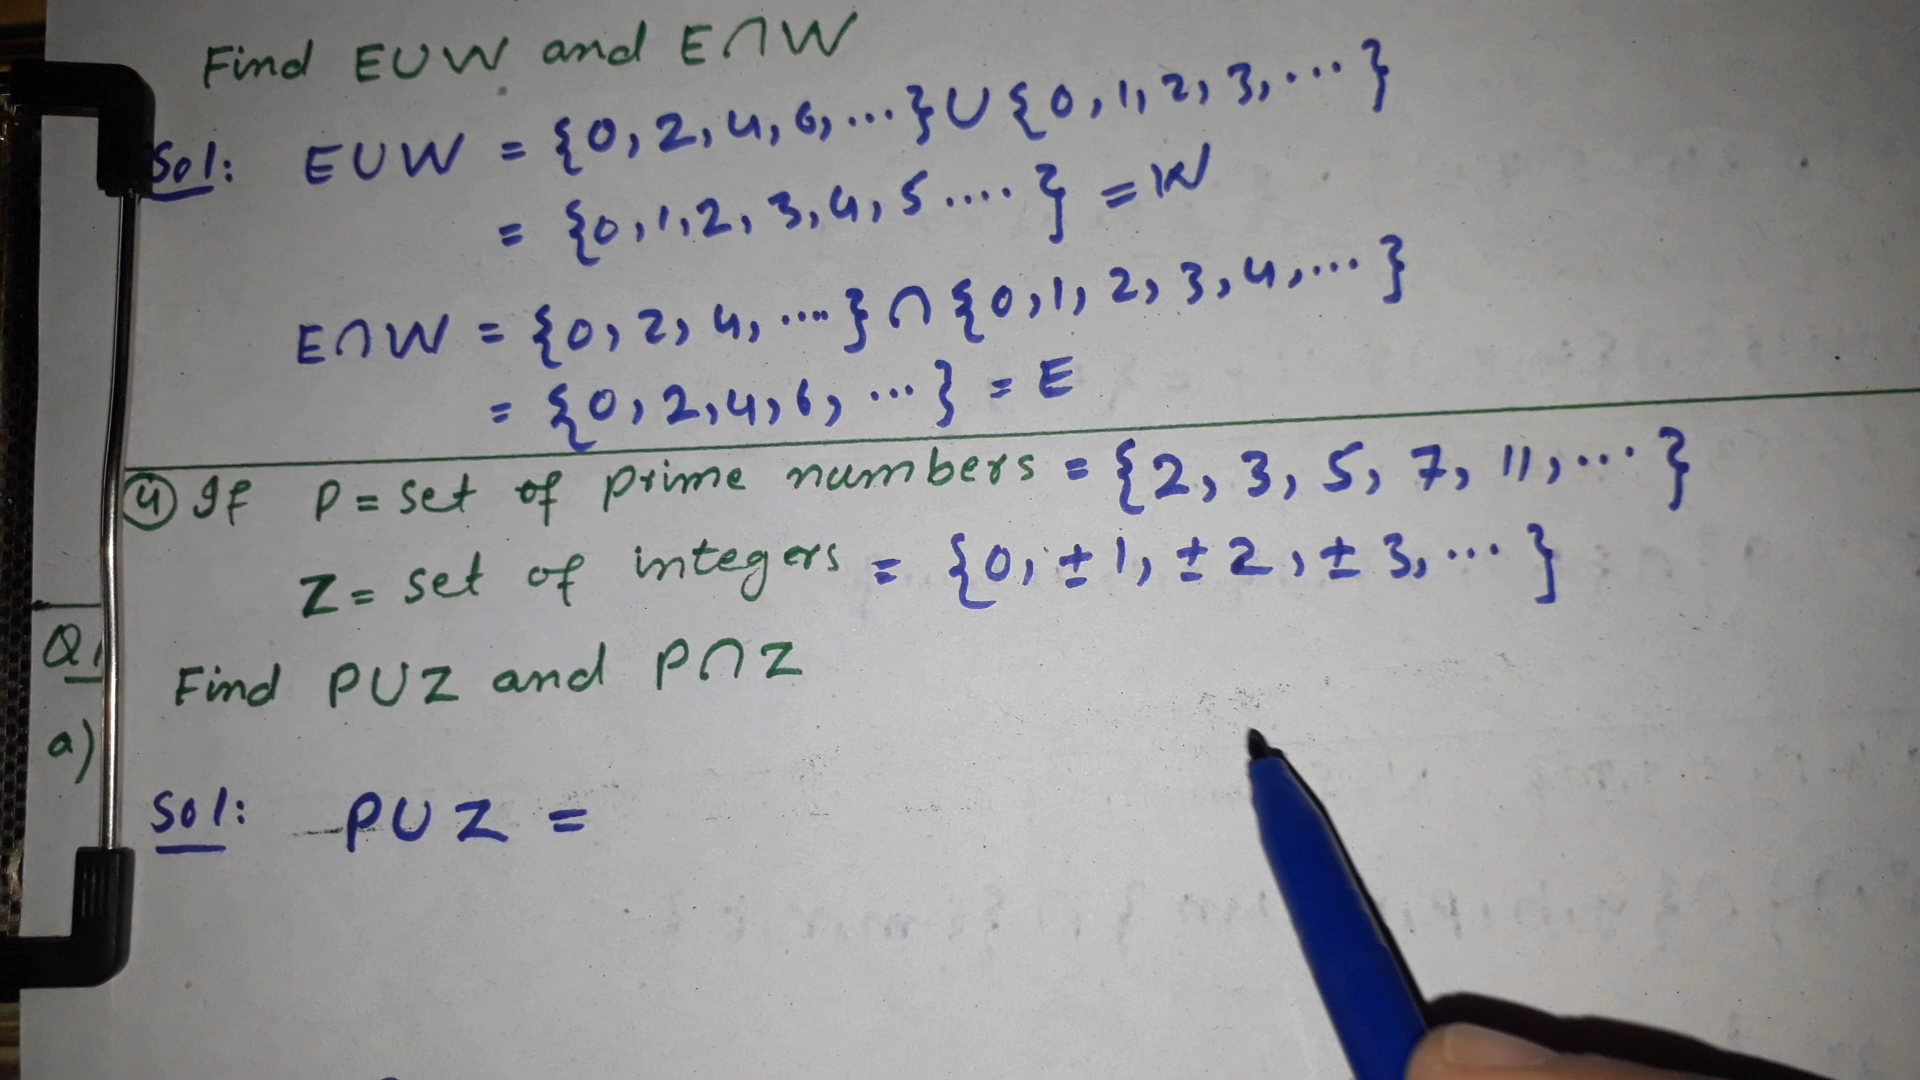 Find E∪W and E∩W
Sol: E∪W = {0, 2, 4, 6, ...} ∪ {0, 1, 2, 3, ...}
= {0, 1, 2, 3, 4, 5 ....} = W
E∩W = {0, 2, 4, ....} ∩ {0, 1, 2, 3, 4, ...}
= {0, 2, 4, 6, ...} = E
④ If P = set of prime numbers = {2, 3, 5, 7, 11, ...}
Z = set of integers = {0, ±1, ±2, ±3, ...}
Q1
Find P∪Z and P∩Z
a)
Sol: P∪Z =